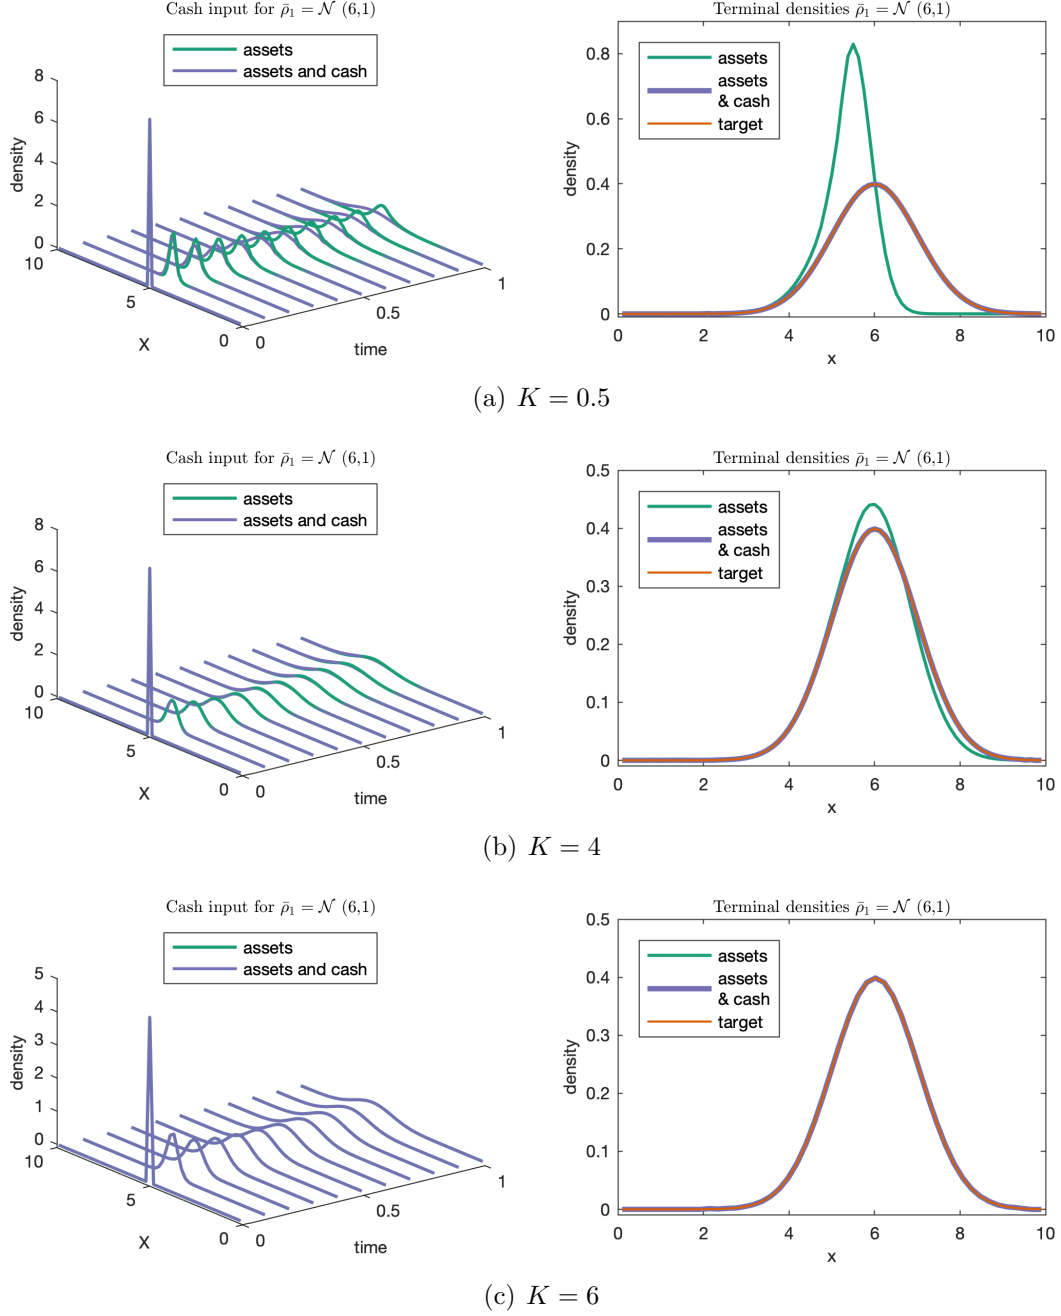 Cash input for ρ̄₁ = 𝒩 (6,1)
assets
assets and cash
density
8
6
4
2
0
10
5
0
X
0
0.5
1
time
Terminal densities ρ̄₁ = 𝒩 (6,1)
assets
assets
& cash
target
density
0.8
0.6
0.4
0.2
0
0 2 4 6 8 10
x
(a) K = 0.5
Cash input for ρ̄₁ = 𝒩 (6,1)
assets
assets and cash
density
8
6
4
2
0
10
5
0
X
0
0.5
1
time
Terminal densities ρ̄₁ = 𝒩 (6,1)
assets
assets
& cash
target
density
0.5
0.4
0.3
0.2
0.1
0
0 2 4 6 8 10
x
(b) K = 4
Cash input for ρ̄₁ = 𝒩 (6,1)
assets
assets and cash
density
5
4
3
2
1
0
10
5
0
X
0
0.5
1
time
Terminal densities ρ̄₁ = 𝒩 (6,1)
assets
assets
& cash
target
density
0.5
0.4
0.3
0.2
0.1
0
0 2 4 6 8 10
x
(c) K = 6